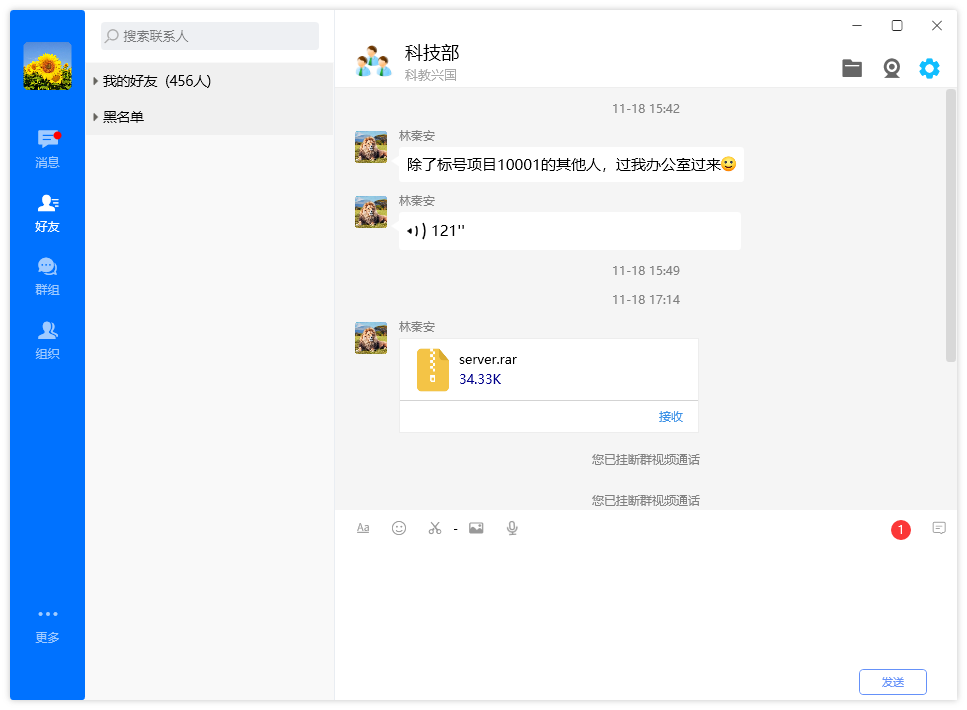 搜索联系人
我的好友（456人）
黑名单
消息
好友
群组
组织
更多
科技部
科教兴国
11-18 15:42
林秦安
除了标号项目10001的其他人，过我办公室过来😀
林秦安
121''
11-18 15:49
11-18 17:14
林秦安
server.rar
34.33K
接收
您已挂断群视频通话
您已挂断群视频通话
Aa
1
发送